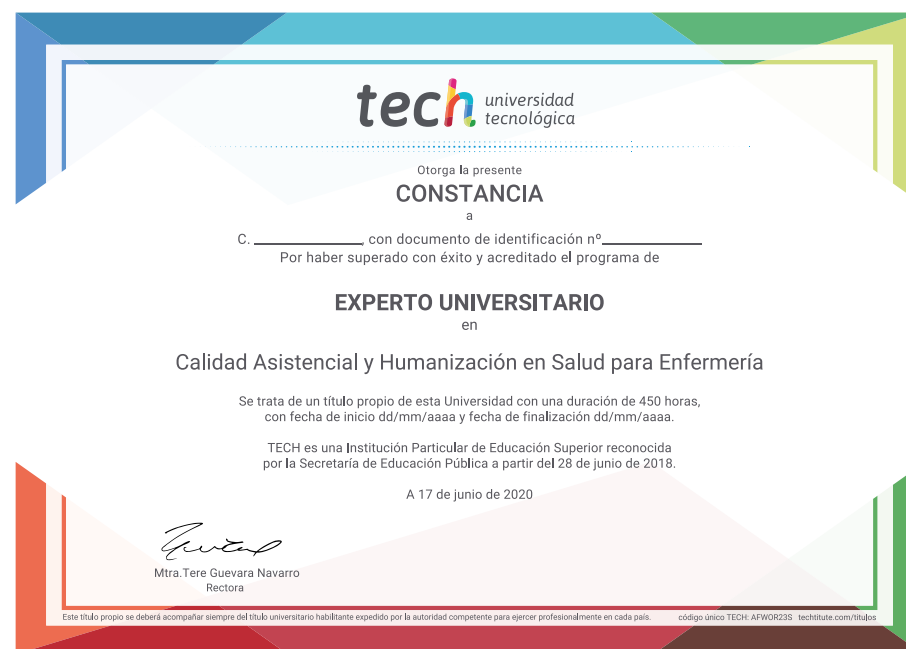 tech universidad
tecnológica
Otorga la presente
CONSTANCIA
a
C. ____________, con documento de identificación nº____________
Por haber superado con éxito y acreditado el programa de
EXPERTO UNIVERSITARIO
en
Calidad Asistencial y Humanización en Salud para Enfermería
Se trata de un título propio de esta Universidad con una duración de 450 horas,
con fecha de inicio dd/mm/aaaa y fecha de finalización dd/mm/aaaa.
TECH es una Institución Particular de Educación Superior reconocida
por la Secretaría de Educación Pública a partir del 28 de junio de 2018.
A 17 de junio de 2020
Mtra.Tere Guevara Navarro
Rectora
Este título propio se deberá acompañar siempre del título universitario habilitante expedido por la autoridad competente para ejercer profesionalmente en cada país. código único TECH: AFWOR23S techtitute.com/titulos